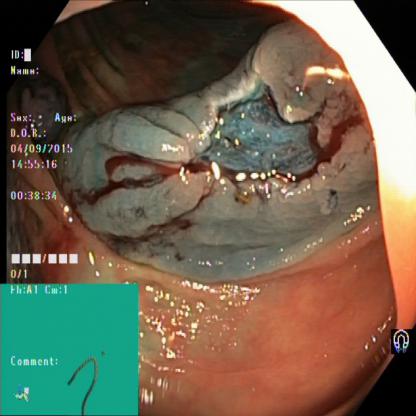 ID:
Name:
Sex: Age:
D.O.B.:
04/09/2015
14:55:16
00:38:34
■■■/■■■
0/1
Eh:A1 Cm:1
Comment: